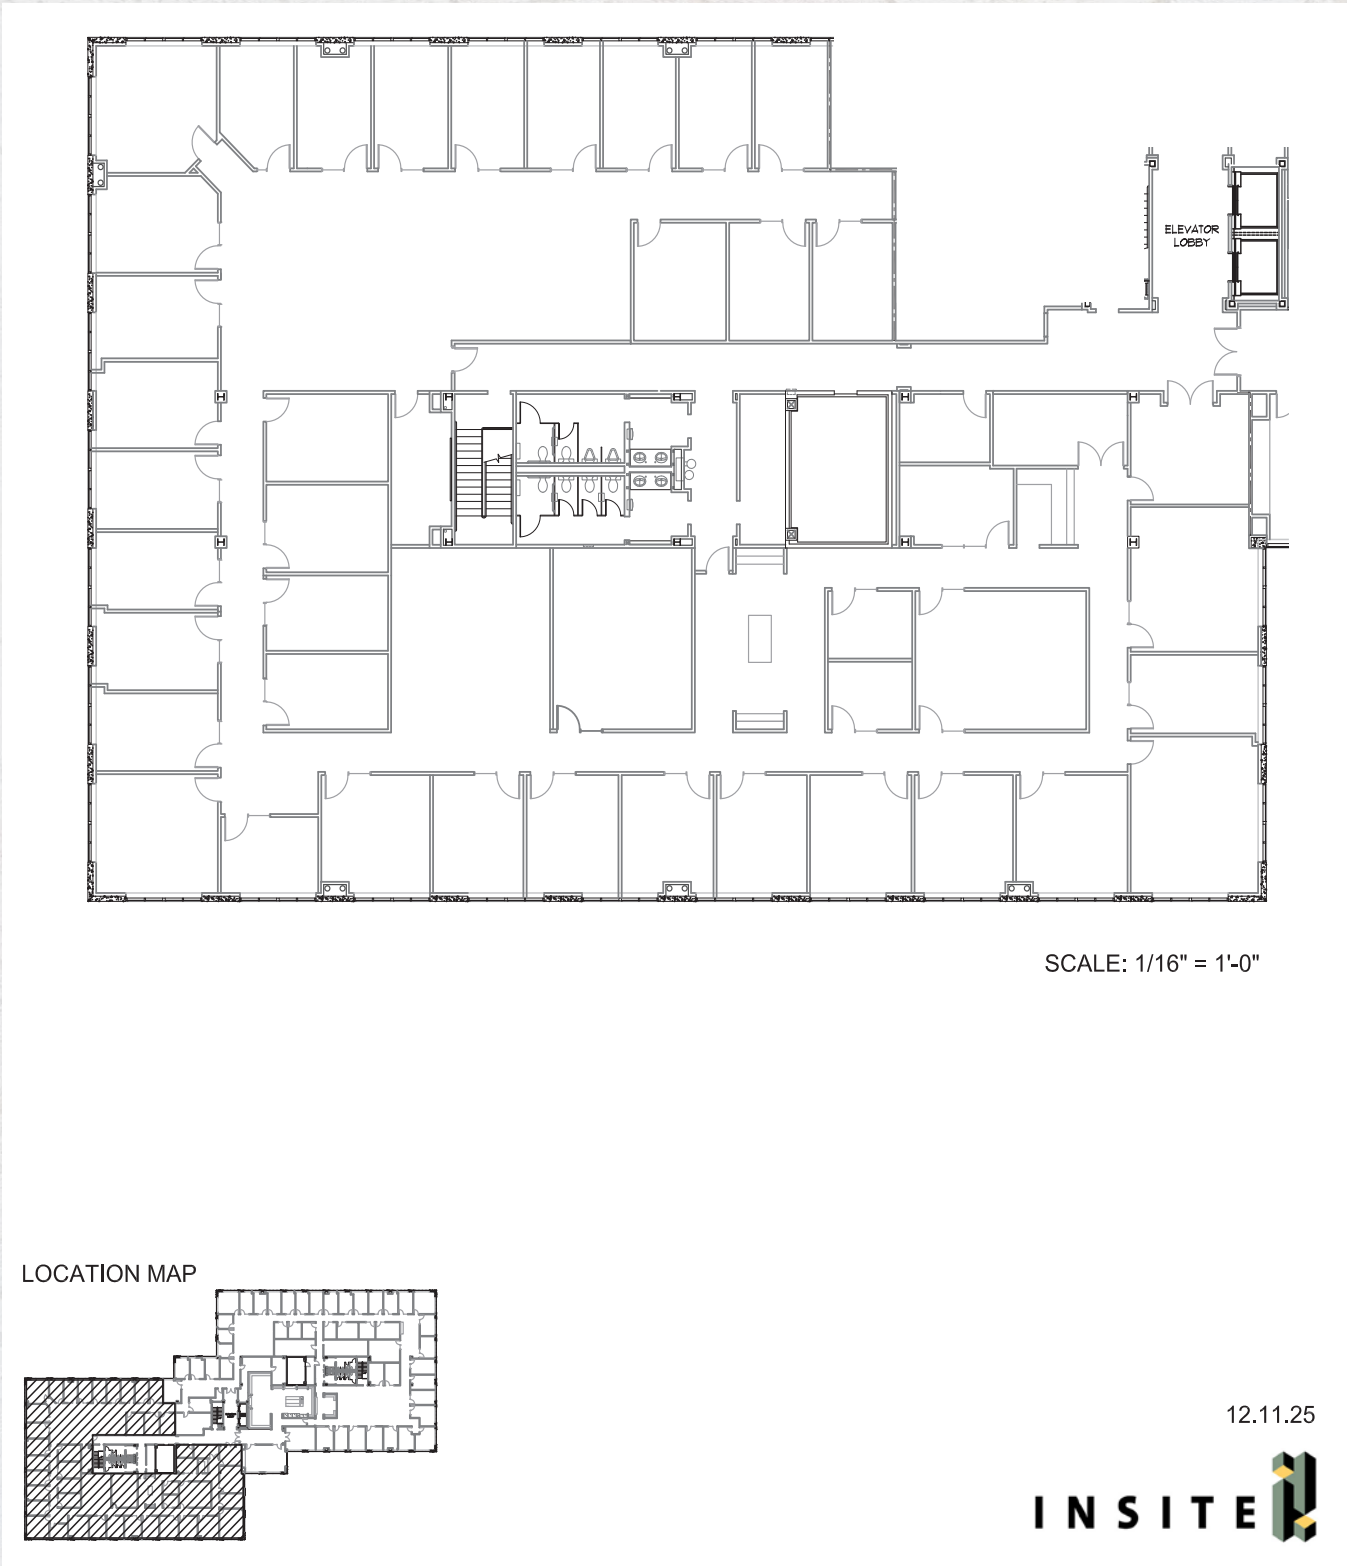 ELEVATOR
LOBBY
SCALE: 1/16" = 1'-0"
LOCATION MAP
12.11.25
INSITE